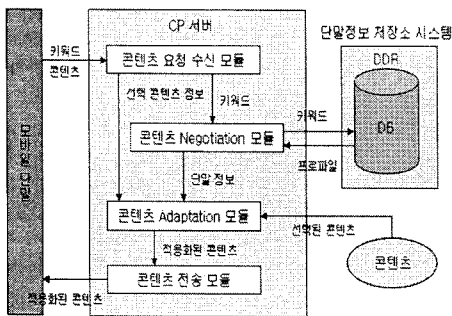 CP 서버
단말정보 저장소 시스템
키워드
콘텐츠
콘텐츠 요청 수신 모듈
DDR
선택 콘텐츠 정보
키워드
키워드
콘텐츠 Negotiation 모듈
DB
프로파일
모바일 단말
단말 정보
콘텐츠 Adaptation 모듈
선택된 콘텐츠
적응화된 콘텐츠
콘텐츠
콘텐츠 전송 모듈
적응화된 콘텐츠